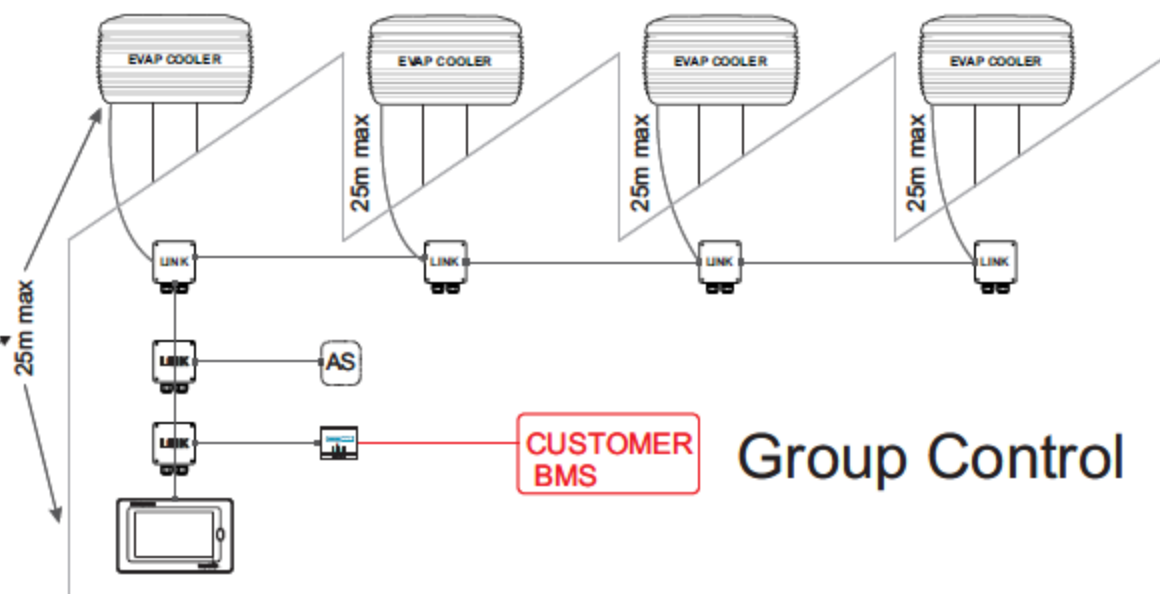 EVAP COOLER
EVAP COOLER
EVAP COOLER
EVAP COOLER
25m max
25m max
25m max
25m max
LINK
LINK
LINK
LINK
LINK
AS
LINK
CUSTOMER
BMS
Group Control